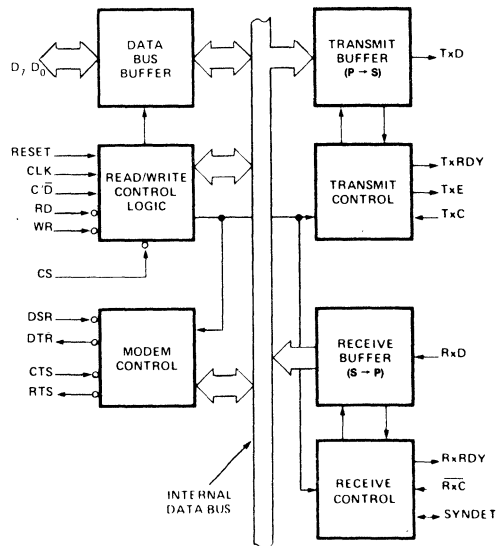 DATA
BUS
BUFFER
D7 D0
TRANSMIT
BUFFER
(P → S)
TxD
RESET
CLK
C/D̅
RD
WR
READ/WRITE
CONTROL
LOGIC
CS
TRANSMIT
CONTROL
TxRDY
TxE
TxC
DSR
DTR
CTS
RTS
MODEM
CONTROL
RECEIVE
BUFFER
(S → P)
RxD
INTERNAL
DATA BUS
RECEIVE
CONTROL
RxRDY
R̅x̅C̅
SYNDET